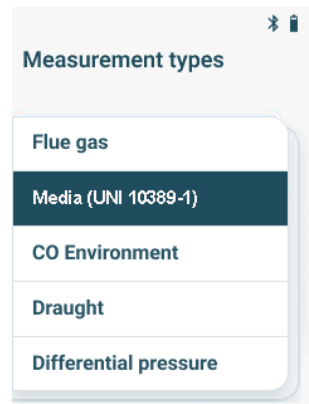 Measurement types
Flue gas
Media (UNI 10389-1)
CO Environment
Draught
Differential pressure